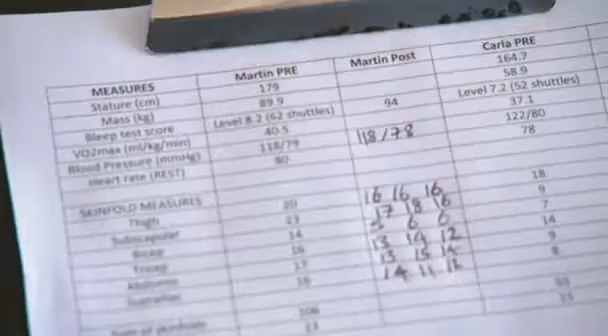 MEASURES Martin PRE Martin Post Carla PRE
Stature (cm) 179 164.7
Mass (kg) 89.9 94 58.9
Bleep test score Level 8.2 (62 shuttles) Level 7.2 (52 shuttles)
VO2max (ml/kg/min) 40.5 37.1
Blood Pressure (mmHg) 118/79 118/78 122/80
Heart rate (REST) 80 78
SKINFOLD MEASURES
Thigh 20 16 16 16 18
Subscapular 23 17 18 16 9
Bicep 14 5 6 6 7
Tricep 16 13 14 12 14
Abdomen 17 13 15 14 9
14 11 12 8